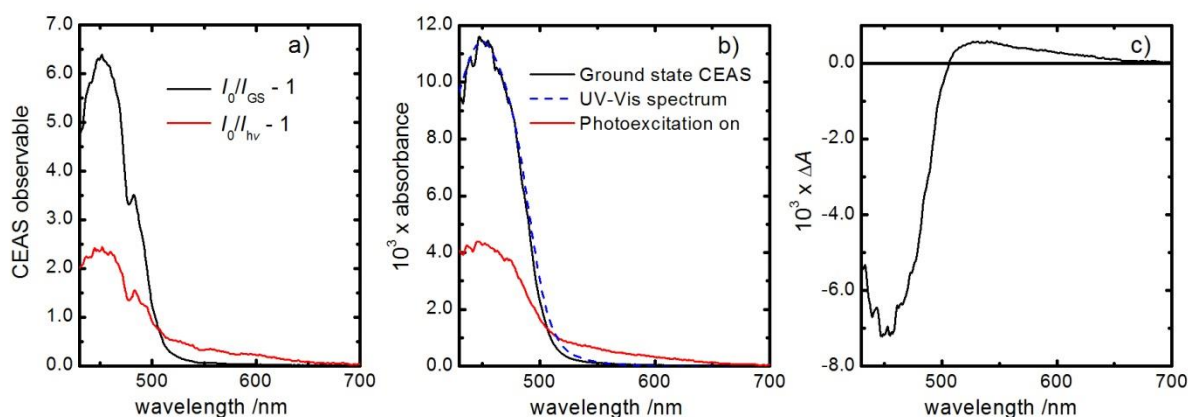 7.0
6.0
5.0
4.0
3.0
2.0
1.0
0.0
CEAS observable
a)
I0/IGS - 1
I0/Ihν - 1
500
600
700
wavelength /nm
12.0
10.0
8.0
6.0
4.0
2.0
0.0
10³ x absorbance
b)
Ground state CEAS
UV-Vis spectrum
Photoexcitation on
500
600
700
wavelength /nm
0.0
-2.0
-4.0
-6.0
-8.0
10³ x ΔA
c)
500
600
700
wavelength /nm